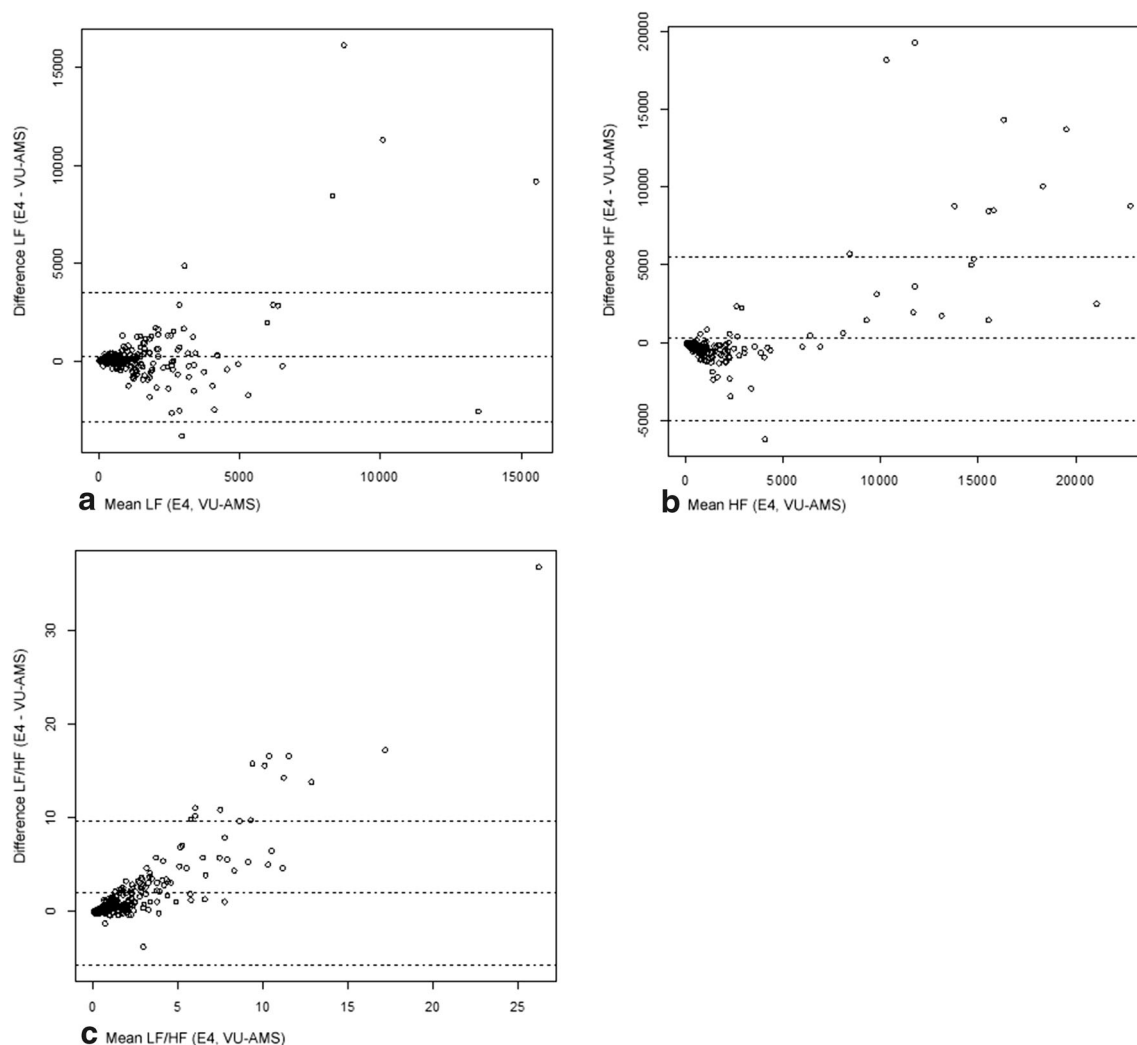 Difference LF (E4 - VU-AMS)
15000
10000
5000
0
0 5000 10000 15000
a Mean LF (E4, VU-AMS)
Difference HF (E4 - VU-AMS)
20000
15000
10000
5000
0
-5000
0 5000 10000 15000 20000
b Mean HF (E4, VU-AMS)
Difference LF/HF (E4 - VU-AMS)
30
20
10
0
0 5 10 15 20 25
c Mean LF/HF (E4, VU-AMS)